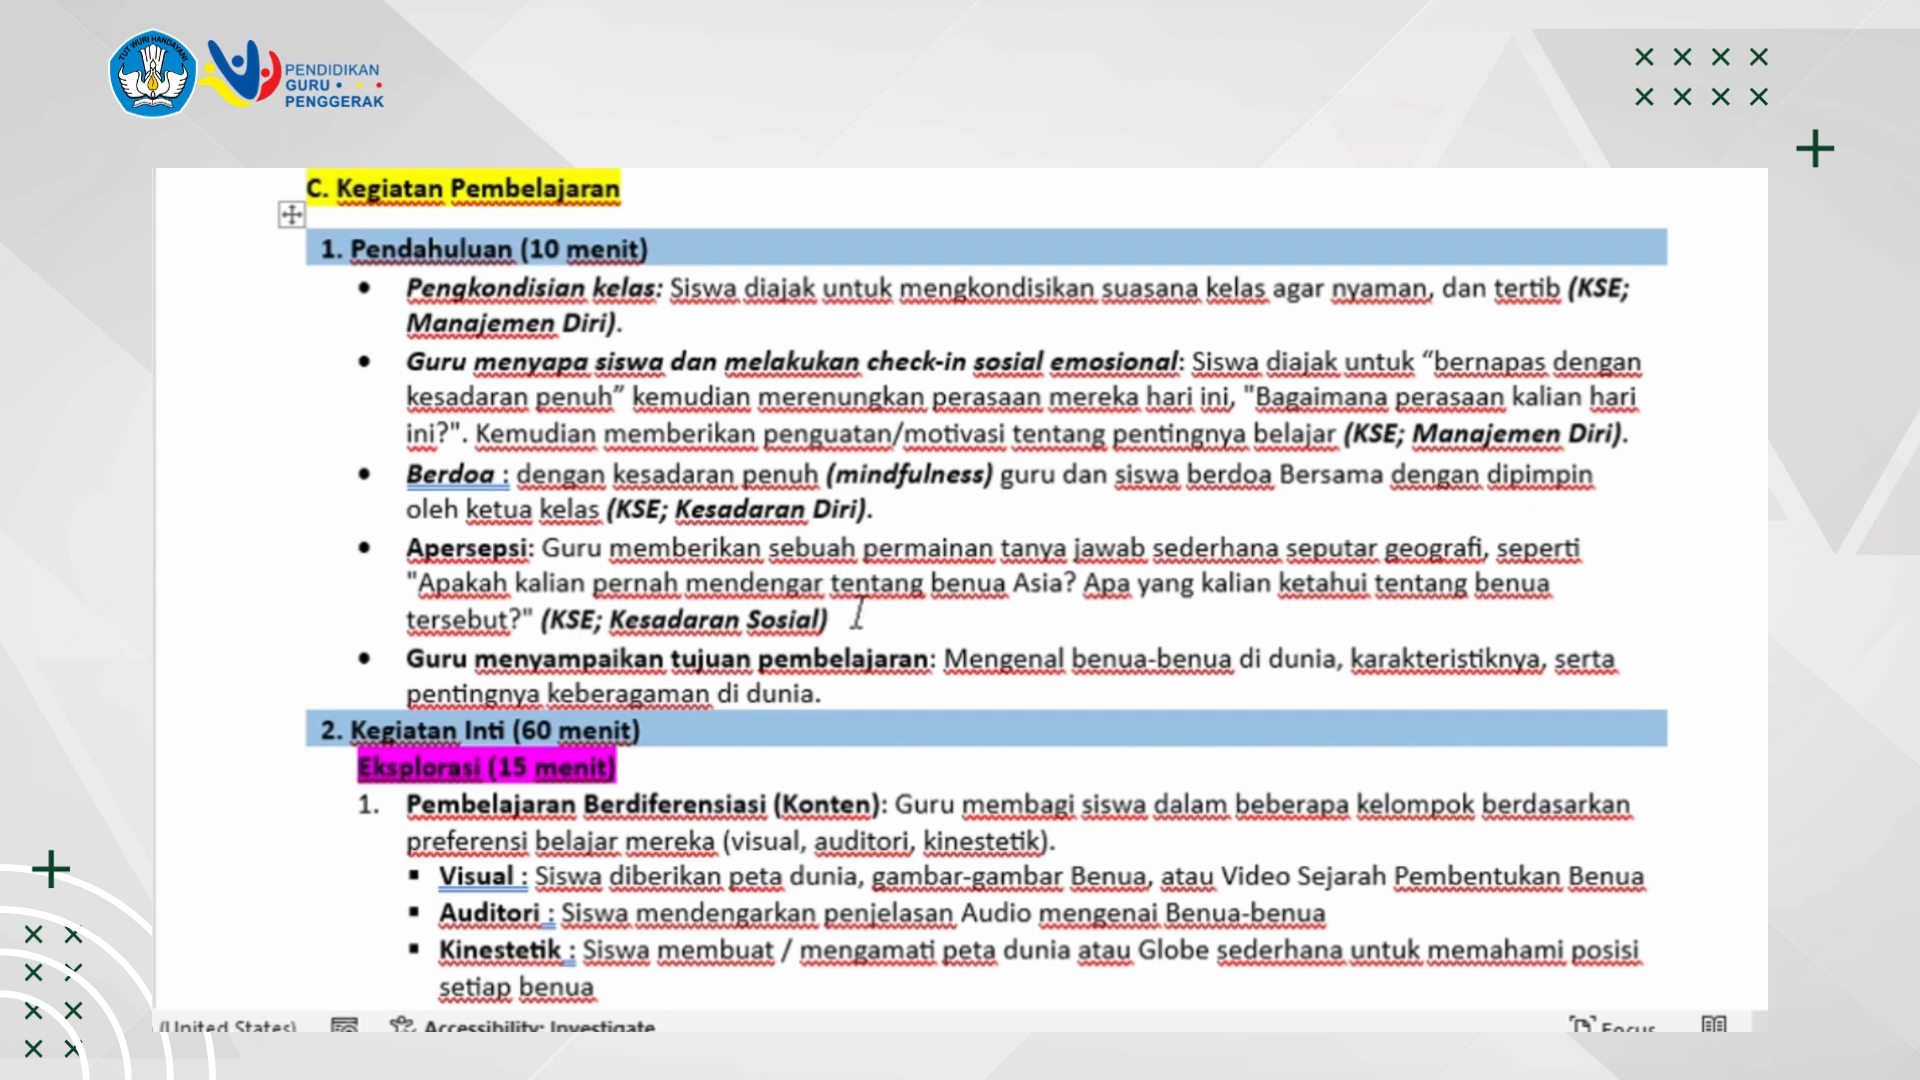 TUT WURI HANDAYANI
PENDIDIKAN
GURU
PENGGERAK
C. Kegiatan Pembelajaran
1. Pendahuluan (10 menit)
● Pengkondisian kelas: Siswa diajak untuk mengkondisikan suasana kelas agar nyaman, dan tertib (KSE;
Manajemen Diri).
● Guru menyapa siswa dan melakukan check-in sosial emosional: Siswa diajak untuk “bernapas dengan
kesadaran penuh” kemudian merenungkan perasaan mereka hari ini, "Bagaimana perasaan kalian hari
ini?". Kemudian memberikan penguatan/motivasi tentang pentingnya belajar (KSE; Manajemen Diri).
● Berdoa : dengan kesadaran penuh (mindfulness) guru dan siswa berdoa Bersama dengan dipimpin
oleh ketua kelas (KSE; Kesadaran Diri).
● Apersepsi: Guru memberikan sebuah permainan tanya jawab sederhana seputar geografi, seperti
"Apakah kalian pernah mendengar tentang benua Asia? Apa yang kalian ketahui tentang benua
tersebut?" (KSE; Kesadaran Sosial)
● Guru menyampaikan tujuan pembelajaran: Mengenal benua-benua di dunia, karakteristiknya, serta
pentingnya keberagaman di dunia.
2. Kegiatan Inti (60 menit)
Eksplorasi (15 menit)
1. Pembelajaran Berdiferensiasi (Konten): Guru membagi siswa dalam beberapa kelompok berdasarkan
preferensi belajar mereka (visual, auditori, kinestetik).
▪ Visual : Siswa diberikan peta dunia, gambar-gambar Benua, atau Video Sejarah Pembentukan Benua
▪ Auditori : Siswa mendengarkan penjelasan Audio mengenai Benua-benua
▪ Kinestetik : Siswa membuat / mengamati peta dunia atau Globe sederhana untuk memahami posisi
setiap benua
(United States) Accessibility: Investigate Focus